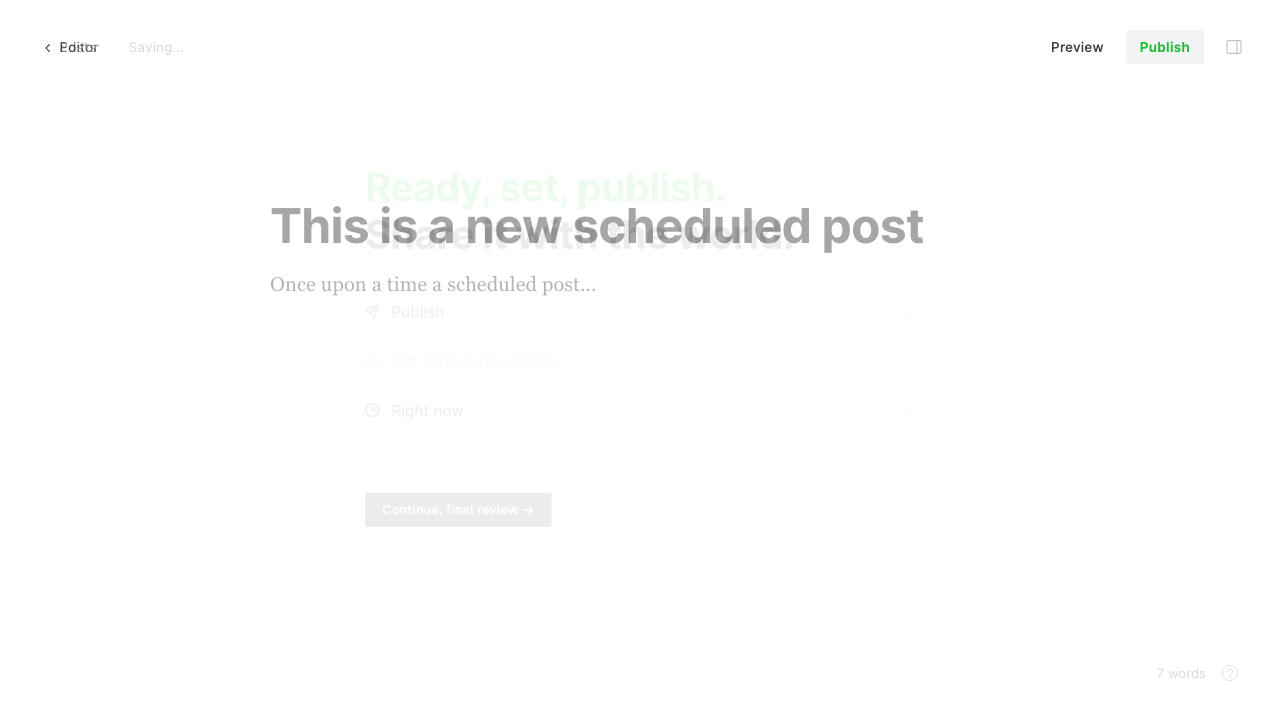 Editor
Posts
Saving...
Preview
Publish
Ready, set, publish.
This is a new scheduled post
Share it with the world.
Once upon a time a scheduled post...
Publish
Not sent as newsletter
Right now
Continue, final review →
7 words